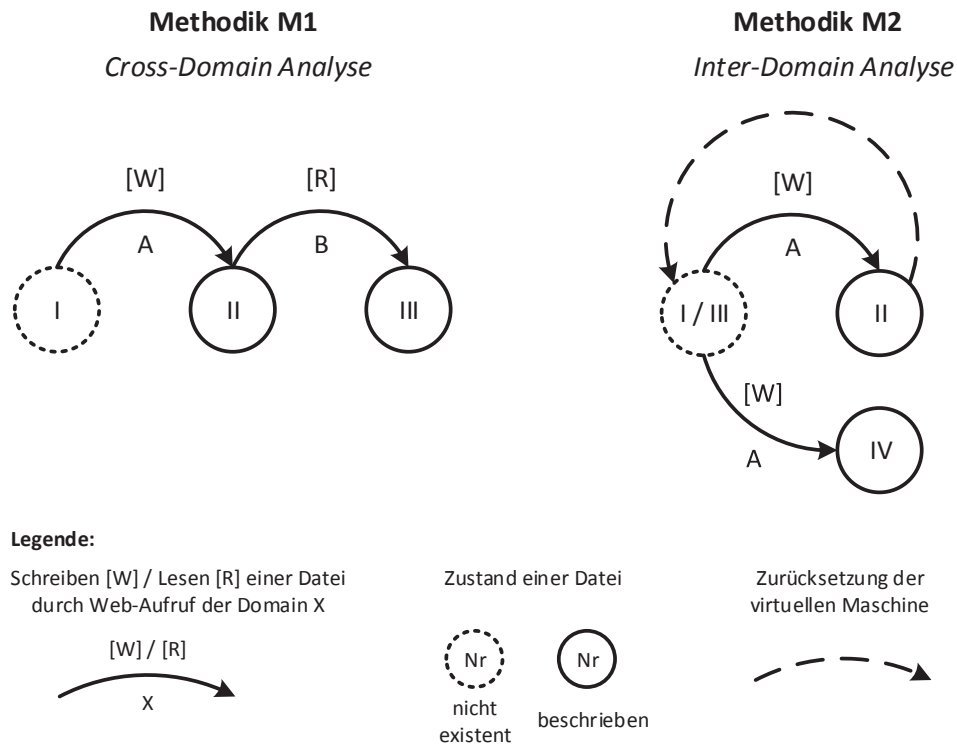 Methodik M1
Cross-Domain Analyse
[W]
[R]
A
B
I
II
III
Methodik M2
Inter-Domain Analyse
[W]
A
I / III
II
[W]
A
IV
Legende:
Schreiben [W] / Lesen [R] einer Datei
durch Web-Aufruf der Domain X
[W] / [R]
X
Zustand einer Datei
Nr
Nr
nicht
existent
beschrieben
Zurücksetzung der
virtuellen Maschine